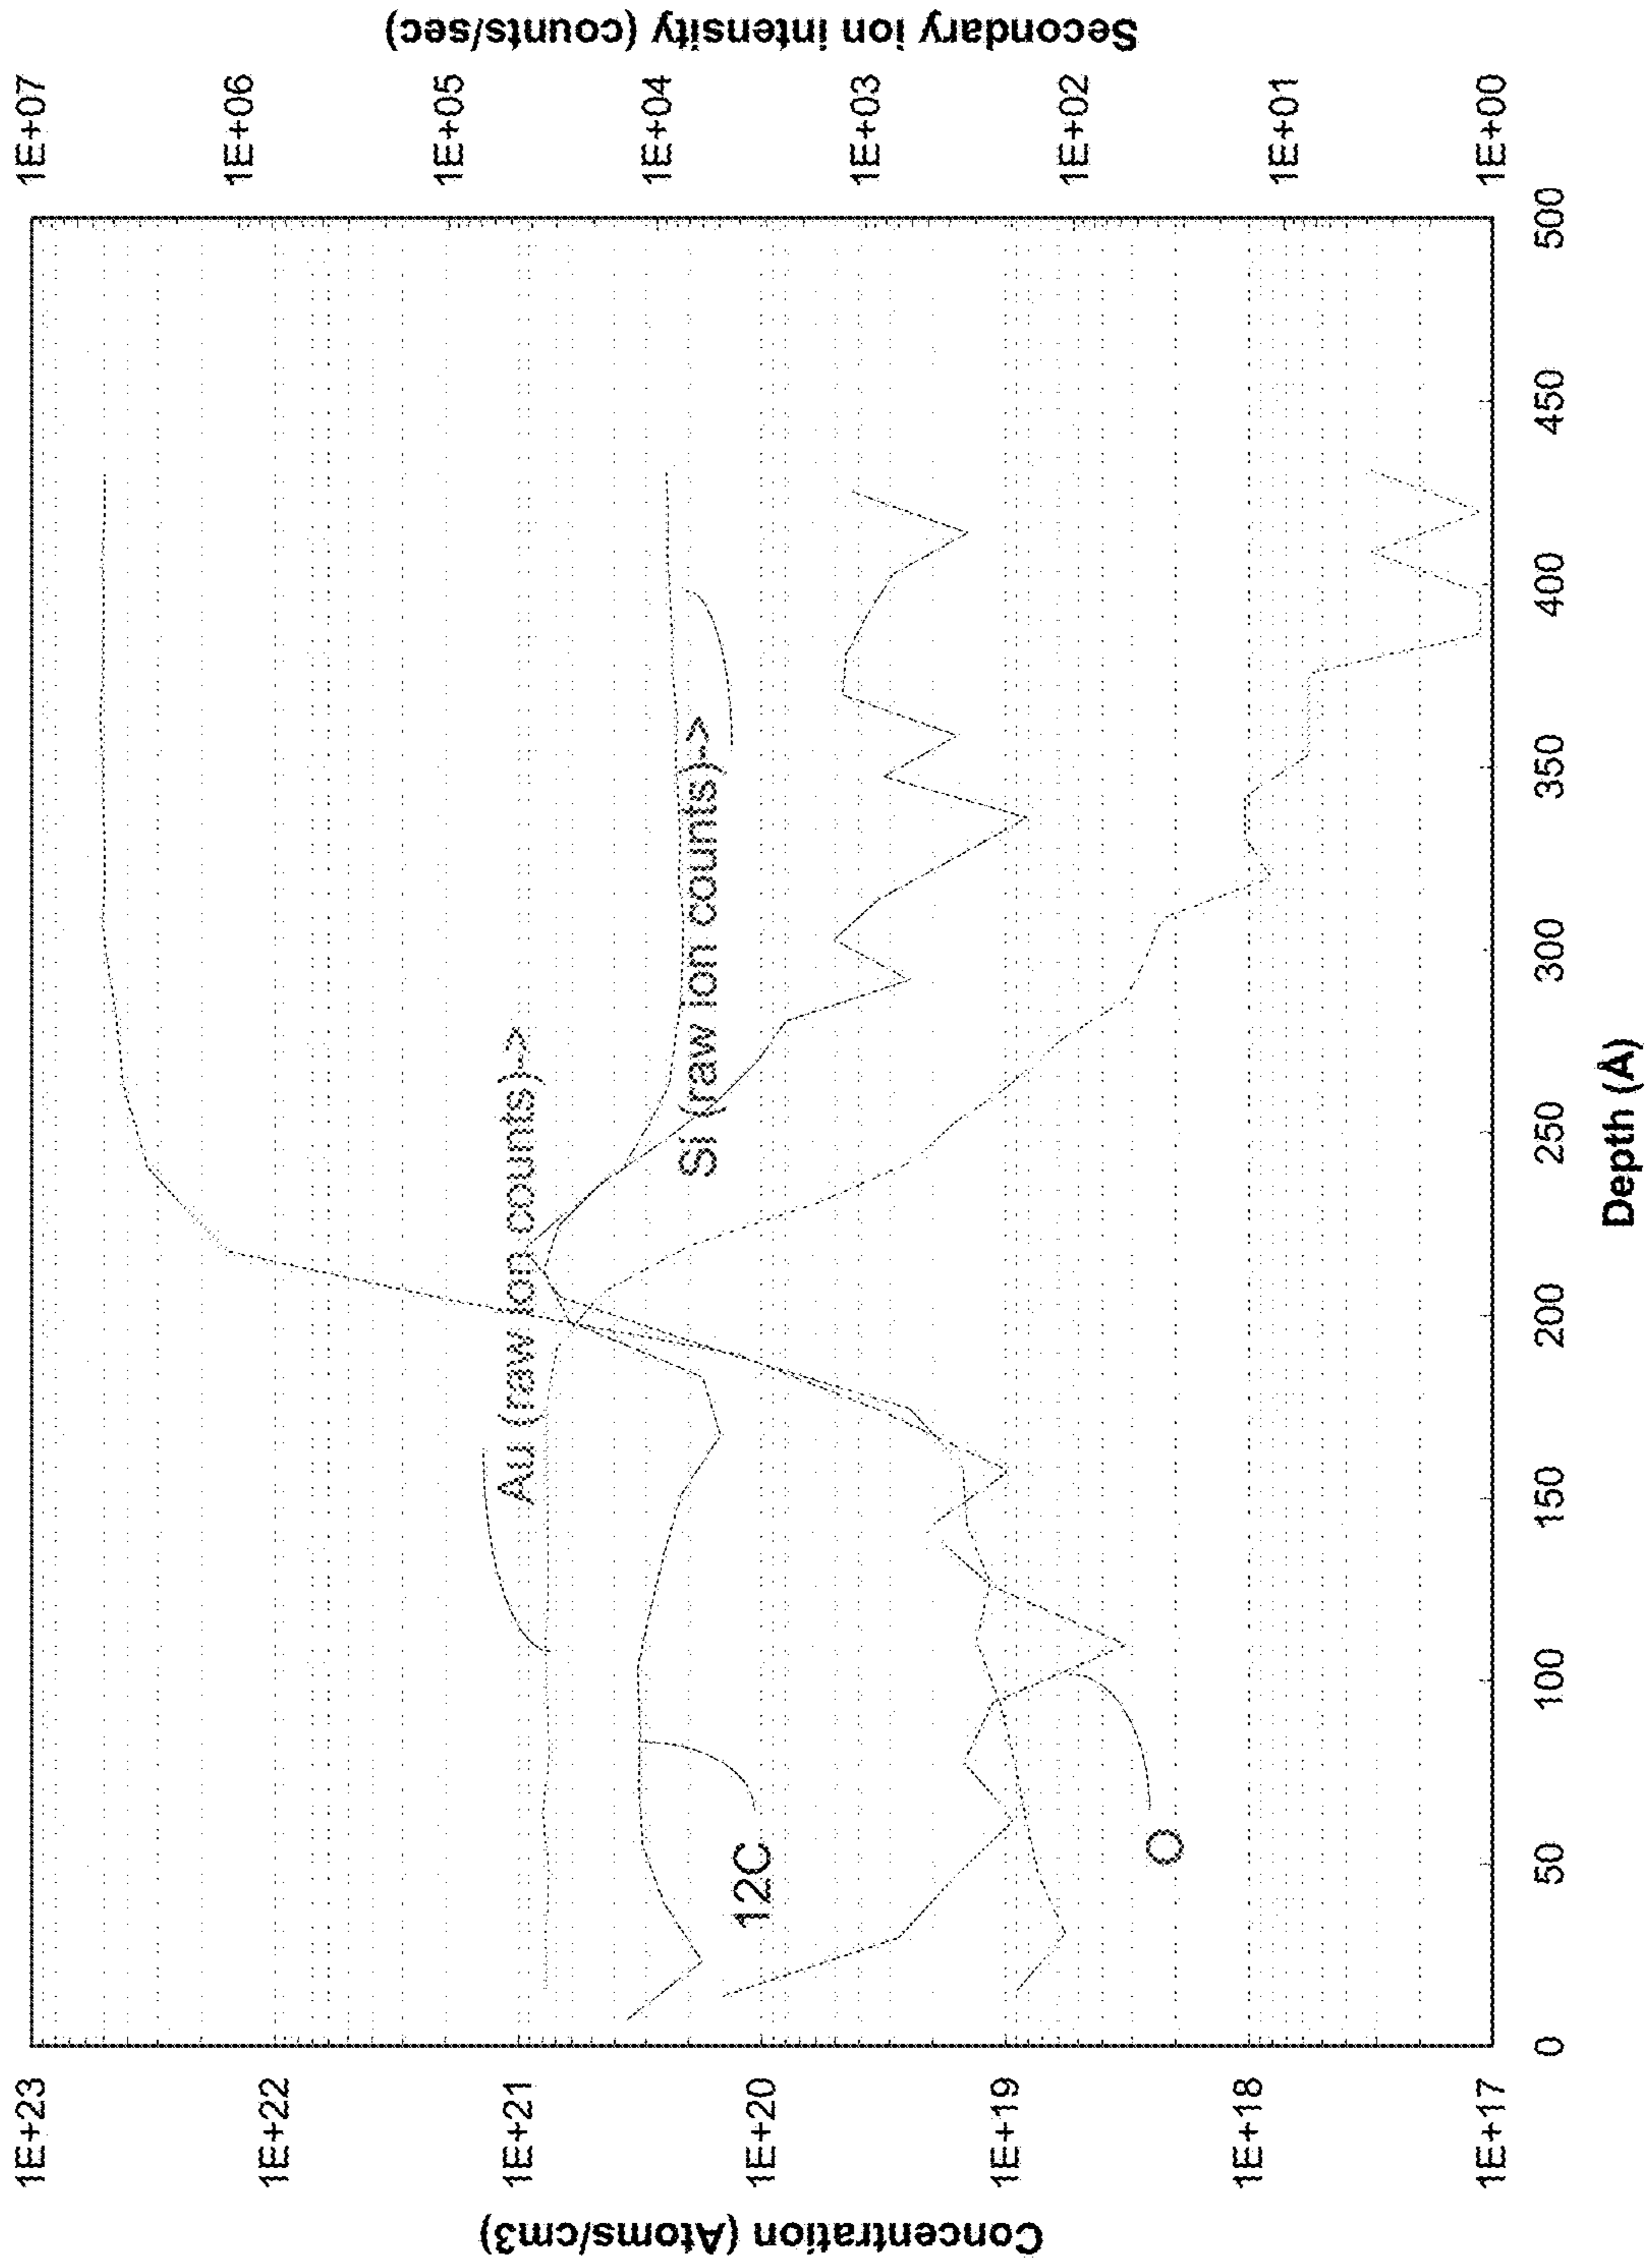 Concentration (Atoms/cm3)
1E+23
1E+22
1E+21
1E+20
1E+19
1E+18
1E+17
Au (raw ion counts)->
Si (raw ion counts)->
12C
O
0
50
100
150
200
250
300
350
400
450
500
Depth (Å)
1E+07
1E+06
1E+05
1E+04
1E+03
1E+02
1E+01
1E+00
Secondary ion intensity (counts/sec)